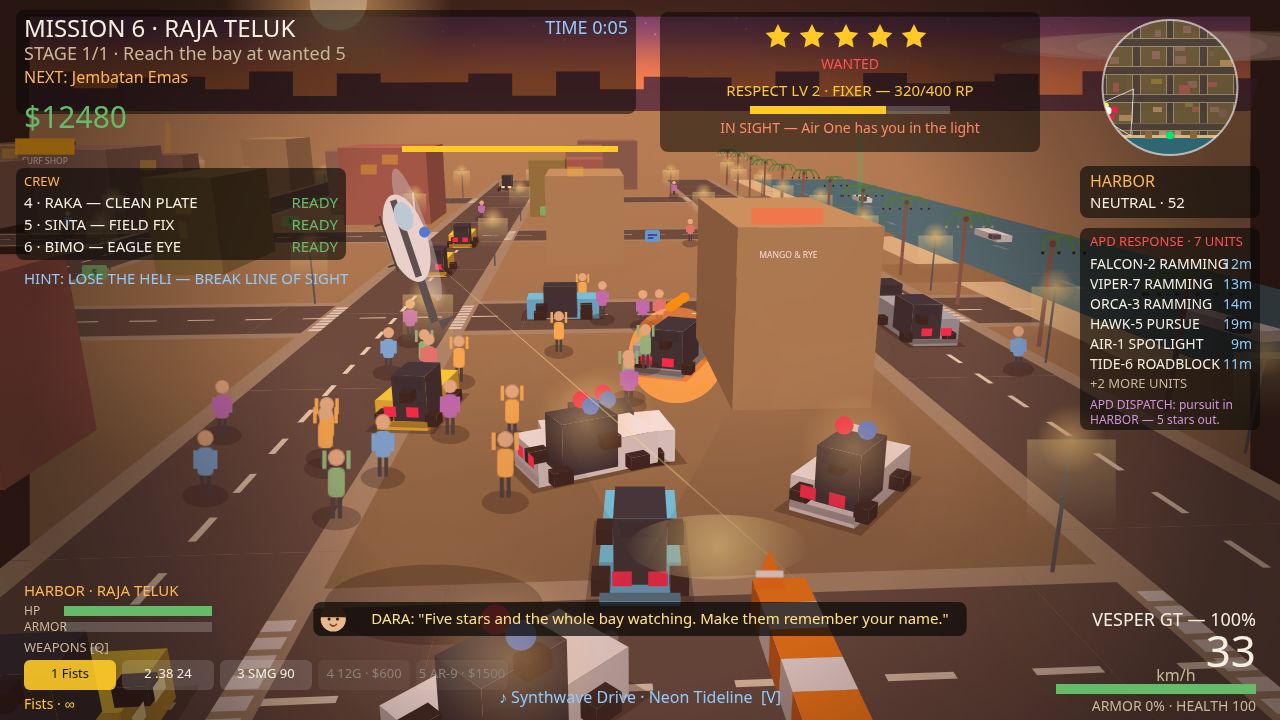 MISSION 6 · RAJA TELUK
TIME 0:05
STAGE 1/1 · Reach the bay at wanted 5
NEXT: Jembatan Emas
$12480
WANTED
RESPECT LV 2 · FIXER — 320/400 RP
IN SIGHT — Air One has you in the light
SURF SHOP
CREW
4 · RAKA — CLEAN PLATE READY
5 · SINTA — FIELD FIX READY
6 · BIMO — EAGLE EYE READY
HINT: LOSE THE HELI — BREAK LINE OF SIGHT
MANGO & RYE
HARBOR
NEUTRAL · 52
APD RESPONSE · 7 UNITS
FALCON-2 RAMMING 12m
VIPER-7 RAMMING 13m
ORCA-3 RAMMING 14m
HAWK-5 PURSUE 19m
AIR-1 SPOTLIGHT 9m
TIDE-6 ROADBLOCK 11m
+2 MORE UNITS
APD DISPATCH: pursuit in
HARBOR — 5 stars out.
HARBOR · RAJA TELUK
HP
ARMOR
WEAPONS [Q]
1 Fists
2 .38 24
3 SMG 90
4 12G · $600
5 AR-9 · $1500
Fists · ∞
DARA: "Five stars and the whole bay watching. Make them remember your name."
♪ Synthwave Drive · Neon Tideline [V]
VESPER GT — 100%
33
km/h
ARMOR 0% · HEALTH 100